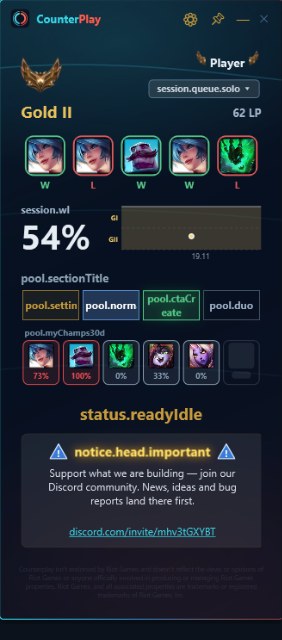 CounterPlay
Player
session.queue.solo
Gold II
62 LP
W L W W L
session.wl
54%
GI
GII
19.11
pool.sectionTitle
pool.settin
pool.norm
pool.ctaCr
eate
pool.duo
pool.myChamps30d
73% 100% 0% 33% 0%
status.readyIdle
notice.head.important
Support what we are building — join our
Discord community. News, ideas and bug
reports land there first.
discord.com/invite/mhv3tGXYBT